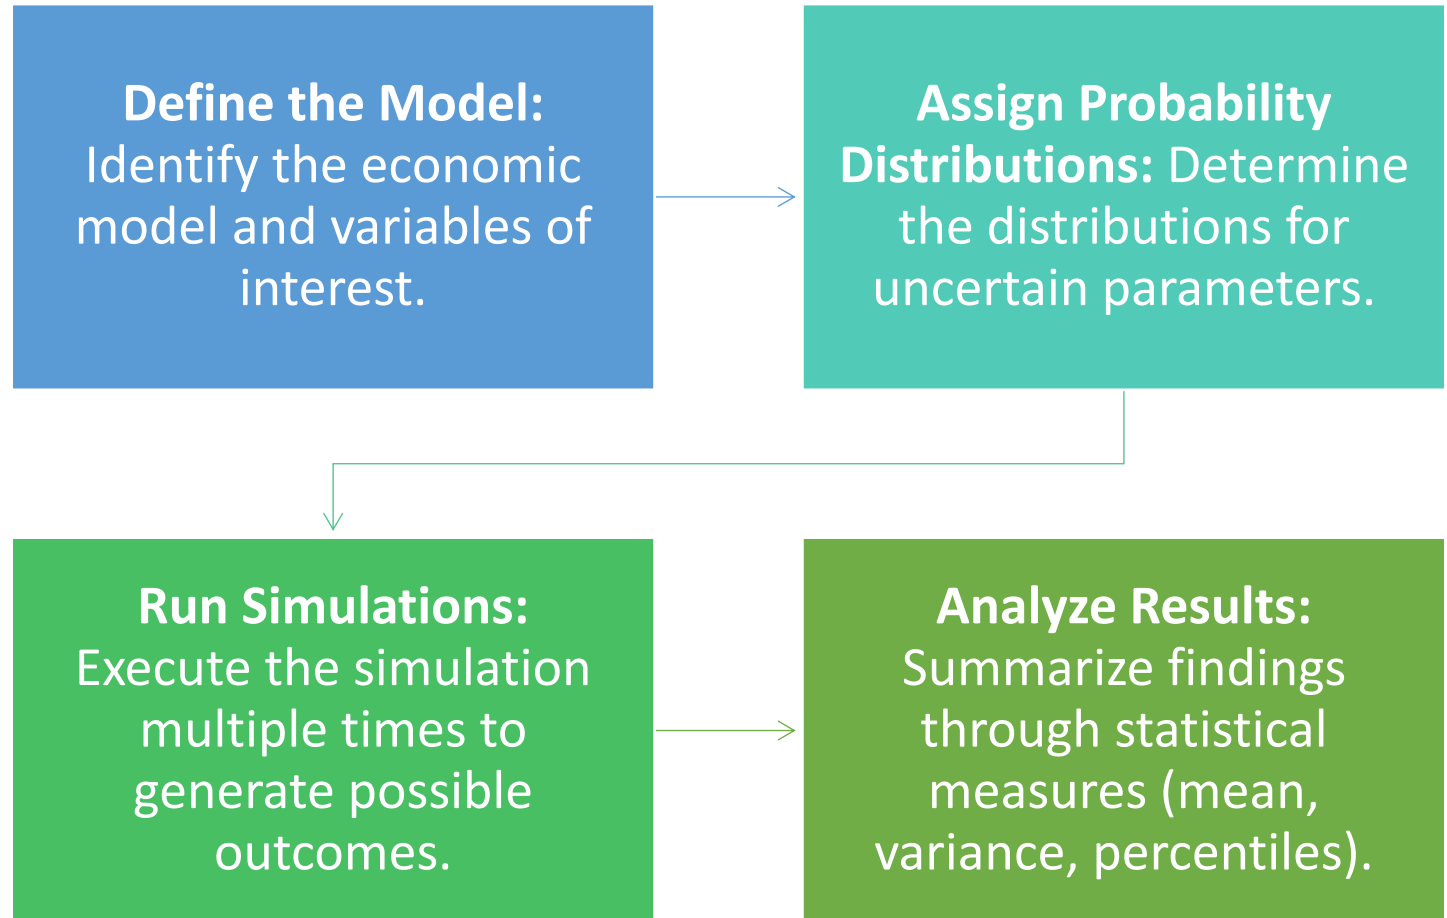 Define the Model:
Identify the economic
model and variables of
interest.
Assign Probability
Distributions: Determine
the distributions for
uncertain parameters.
Run Simulations:
Execute the simulation
multiple times to
generate possible
outcomes.
Analyze Results:
Summarize findings
through statistical
measures (mean,
variance, percentiles).